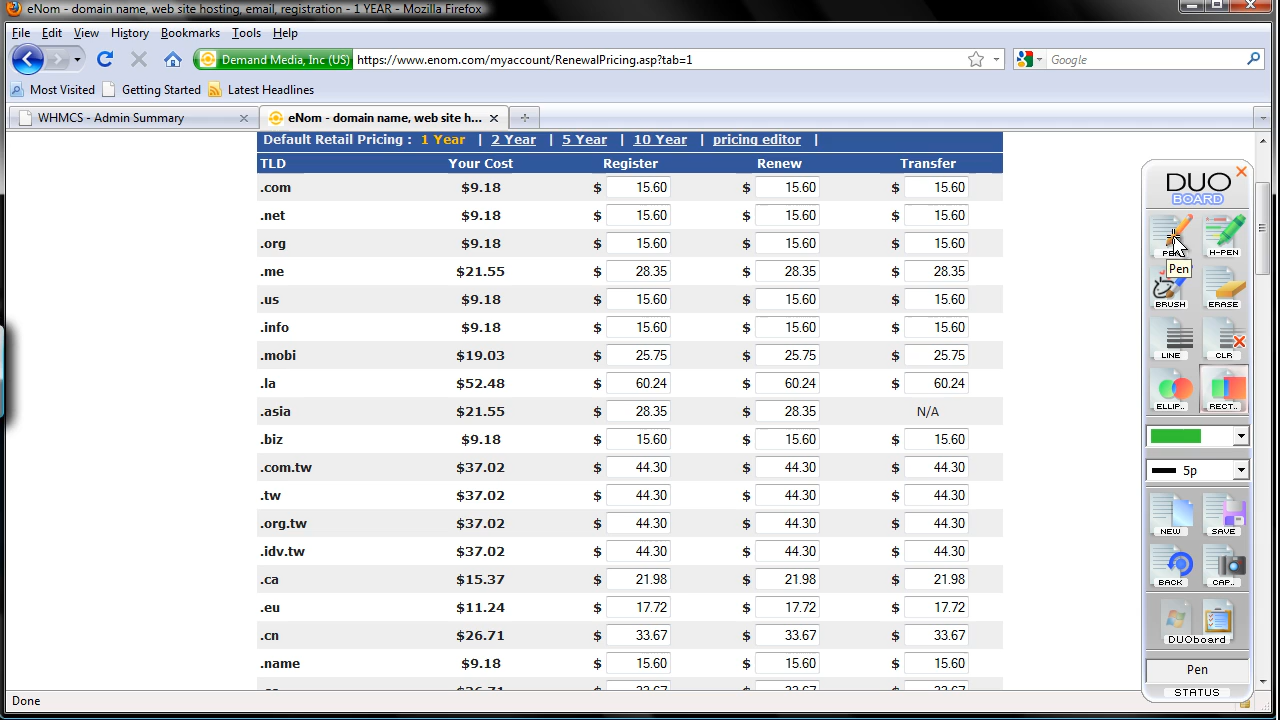 eNom - domain name, web site hosting, email, registration - 1 YEAR - Mozilla Firefox
File Edit View History Bookmarks Tools Help
Demand Media, Inc (US) https://www.enom.com/myaccount/RenewalPricing.asp?tab=1 Google
Most Visited Getting Started Latest Headlines
WHMCS - Admin Summary eNom - domain name, web site h...
Default Retail Pricing : 1 Year | 2 Year | 5 Year | 10 Year | pricing editor |
TLD Your Cost Register Renew Transfer
.com $9.18 $ 15.60 $ 15.60 $ 15.60
.net $9.18 $ 15.60 $ 15.60 $ 15.60
.org $9.18 $ 15.60 $ 15.60 $ 15.60
.me $21.55 $ 28.35 $ 28.35 $ 28.35
.us $9.18 $ 15.60 $ 15.60 $ 15.60
.info $9.18 $ 15.60 $ 15.60 $ 15.60
.mobi $19.03 $ 25.75 $ 25.75 $ 25.75
.la $52.48 $ 60.24 $ 60.24 $ 60.24
.asia $21.55 $ 28.35 $ 28.35 N/A
.biz $9.18 $ 15.60 $ 15.60 $ 15.60
.com.tw $37.02 $ 44.30 $ 44.30 $ 44.30
.tw $37.02 $ 44.30 $ 44.30 $ 44.30
.org.tw $37.02 $ 44.30 $ 44.30 $ 44.30
.idv.tw $37.02 $ 44.30 $ 44.30 $ 44.30
.ca $15.37 $ 21.98 $ 21.98 $ 21.98
.eu $11.24 $ 17.72 $ 17.72 $ 17.72
.cn $26.71 $ 33.67 $ 33.67 $ 33.67
.name $9.18 $ 15.60 $ 15.60 $ 15.60
Done
DUO
BOARD
H-PEN
Pen
BRUSH ERASE
LINE CLR
ELLIP.. RECT..
5p
NEW SAVE
BACK CAP..
DUOboard
Pen
STATUS